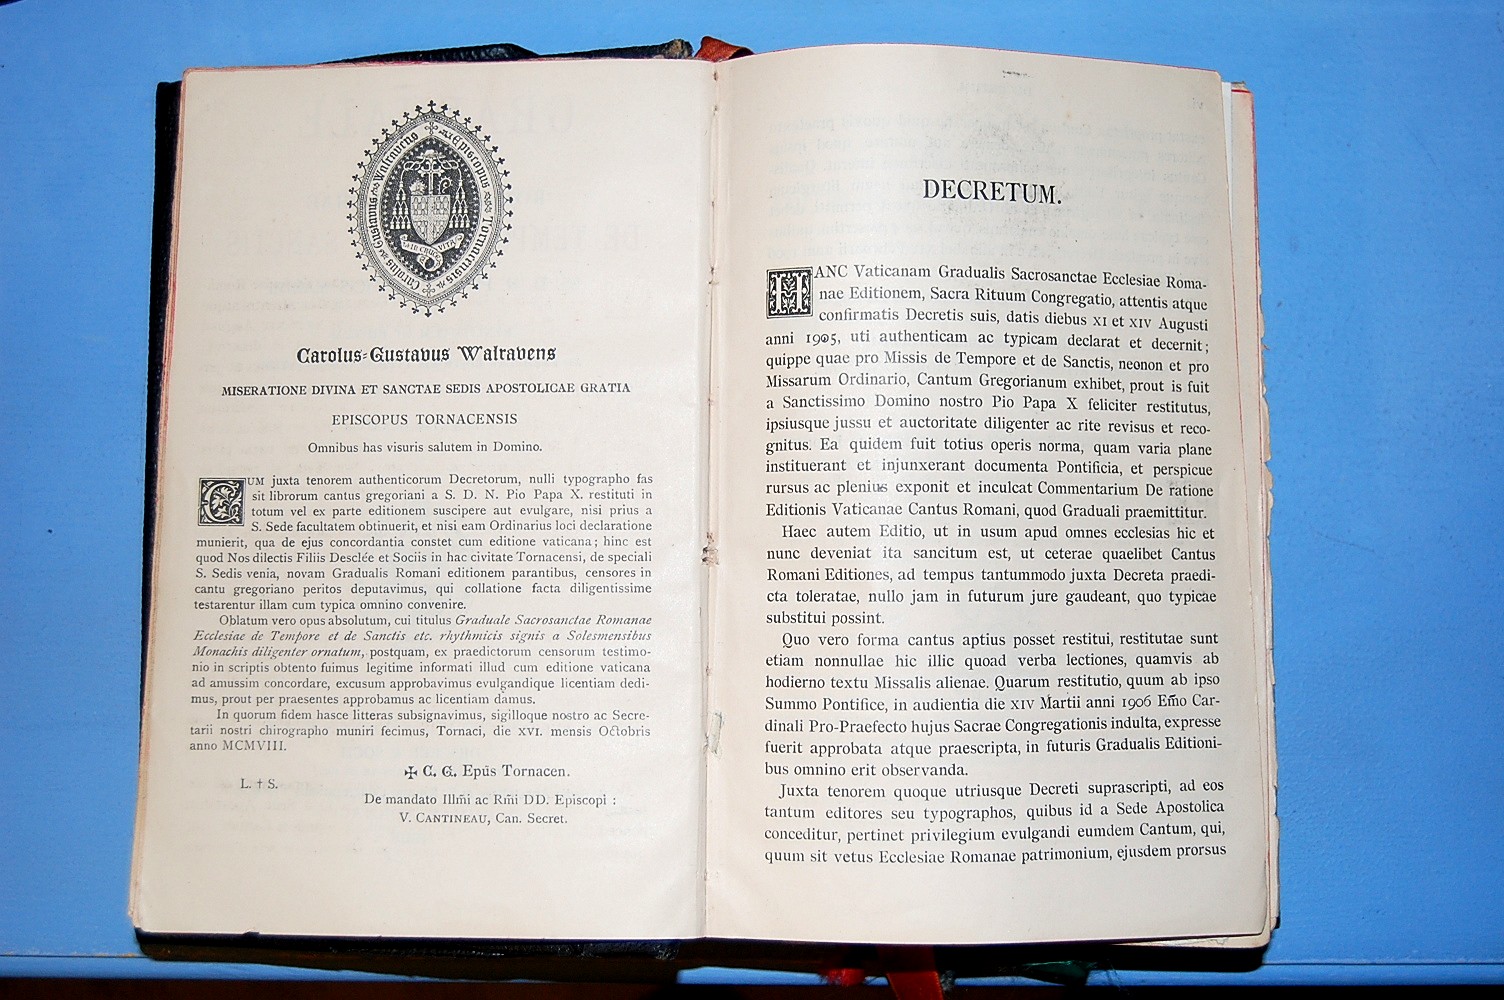 Carolus Gustavus Walravens Episcopus Tornacensis
IN CRUCE VITA
Carolus-Gustavus Walravens
MISERATIONE DIVINA ET SANCTAE SEDIS APOSTOLICAE GRATIA
EPISCOPUS TORNACENSIS
Omnibus has visuris salutem in Domino.
CUM juxta tenorem authenticorum Decretorum, nulli typographo fas
sit librorum cantus gregoriani a S. D. N. Pio Papa X. restituti in
totum vel ex parte editionem suscipere aut evulgare, nisi prius a
S. Sede facultatem obtinuerit, et nisi eam Ordinarius loci declaratione
munierit, qua de ejus concordantia constet cum editione vaticana; hinc est
quod Nos dilectis Filiis Desclée et Sociis in hac civitate Tornacensi, de speciali
S. Sedis venia, novam Gradualis Romani editionem parantibus, censores in
cantu gregoriano peritos deputavimus, qui collatione facta diligentissime
testarentur illam cum typica omnino convenire.
Oblatum vero opus absolutum, cui titulus Graduale Sacrosanctae Romanae
Ecclesiae de Tempore et de Sanctis etc. rhythmicis signis a Solesmensibus
Monachis diligenter ornatum, postquam, ex praedictorum censorum testimo-
nio in scriptis obtento fuimus legitime informati illud cum editione vaticana
ad amussim concordare, excusum approbavimus evulgandique licentiam dedi-
mus, prout per praesentes approbamus ac licentiam damus.
In quorum fidem hasce litteras subsignavimus, sigilloque nostro ac Secre-
tarii nostri chirographo muniri fecimus, Tornaci, die XVI. mensis Octobris
anno MCMVIII.
✠ C. G. Epūs Tornacen.
L. † S.
De mandato Illm̄i ac Rm̄i DD. Episcopi :
V. CANTINEAU, Can. Secret.
DECRETUM.
HANC Vaticanam Gradualis Sacrosanctae Ecclesiae Roma-
nae Editionem, Sacra Rituum Congregatio, attentis atque
confirmatis Decretis suis, datis diebus XI et XIV Augusti
anni 1905, uti authenticam ac typicam declarat et decernit;
quippe quae pro Missis de Tempore et de Sanctis, neonon et pro
Missarum Ordinario, Cantum Gregorianum exhibet, prout is fuit
a Sanctissimo Domino nostro Pio Papa X feliciter restitutus,
ipsiusque jussu et auctoritate diligenter ac rite revisus et reco-
gnitus. Ea quidem fuit totius operis norma, quam varia plane
instituerant et injunxerant documenta Pontificia, et perspicue
rursus ac plenius exponit et inculcat Commentarium De ratione
Editionis Vaticanae Cantus Romani, quod Graduali praemittitur.
Haec autem Editio, ut in usum apud omnes ecclesias hic et
nunc deveniat ita sancitum est, ut ceterae quaelibet Cantus
Romani Editiones, ad tempus tantummodo juxta Decreta praedi-
cta toleratae, nullo jam in futurum jure gaudeant, quo typicae
substitui possint.
Quo vero forma cantus aptius posset restitui, restitutae sunt
etiam nonnullae hic illic quoad verba lectiones, quamvis ab
hodierno textu Missalis alienae. Quarum restitutio, quum ab ipso
Summo Pontifice, in audientia die XIV Martii anni 1906 Em̄o Car-
dinali Pro-Praefecto hujus Sacrae Congregationis indulta, expresse
fuerit approbata atque praescripta, in futuris Gradualis Editioni-
bus omnino erit observanda.
Juxta tenorem quoque utriusque Decreti suprascripti, ad eos
tantum editores seu typographos, quibus id a Sede Apostolica
conceditur, pertinet privilegium evulgandi eumdem Cantum, qui,
quum sit vetus Ecclesiae Romanae patrimonium, ejusdem prorsus